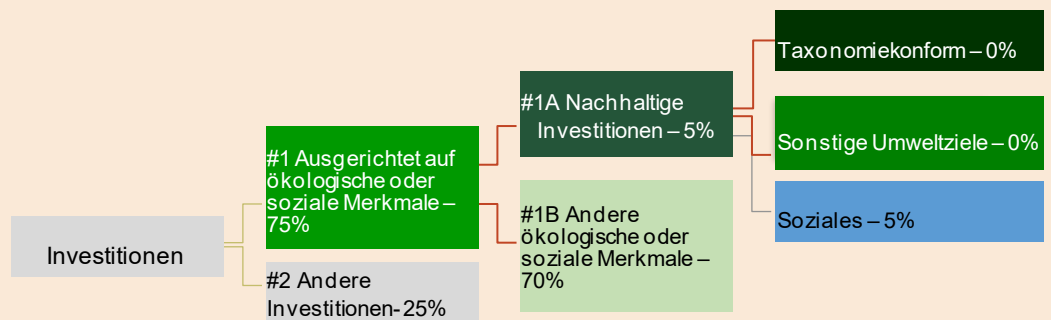 Investitionen
#1 Ausgerichtet auf
ökologische oder
soziale Merkmale –
75%
#2 Andere
Investitionen- 25%
#1A Nachhaltige
Investitionen – 5%
#1B Andere
ökologische oder
soziale Merkmale –
70%
Taxonomiekonform – 0%
Sonstige Umweltziele – 0%
Soziales – 5%